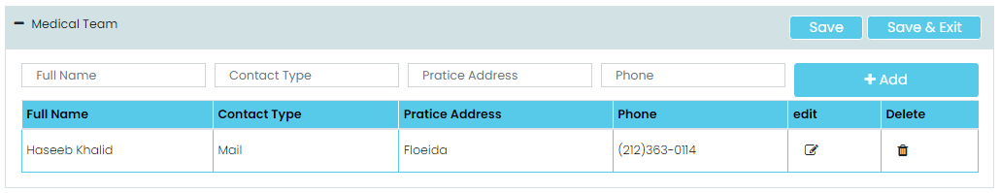 Medical Team Save Save & Exit
Full Name Contact Type Pratice Address Phone Add
Full Name Contact Type Pratice Address Phone edit Delete
Haseeb Khalid Mail Floeida (212)363-0114